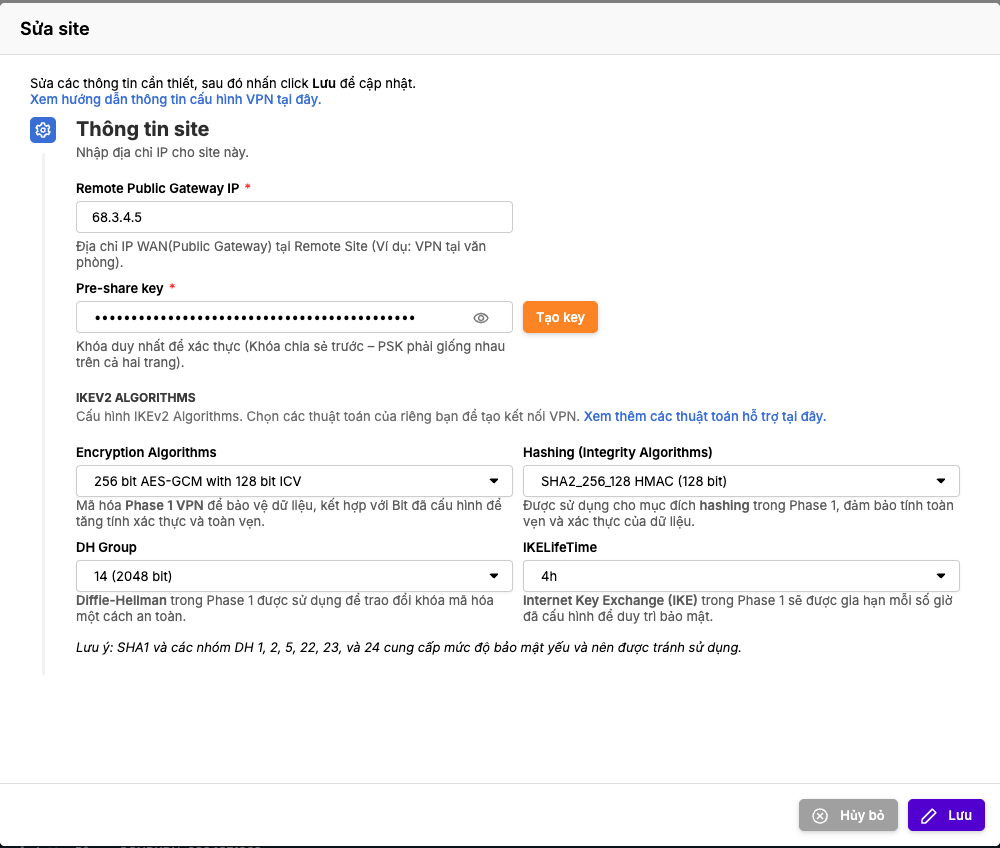 Sửa site
Sửa các thông tin cần thiết, sau đó nhấn click Lưu để cập nhật.
Xem hướng dẫn thông tin cấu hình VPN tại đây.
Thông tin site
Nhập địa chỉ IP cho site này.
Remote Public Gateway IP *
68.3.4.5
Địa chỉ IP WAN(Public Gateway) tại Remote Site (Ví dụ: VPN tại văn
phòng).
Pre-share key *
••••••••••••••••••••••••••••••••••••••••••••
Tạo key
Khóa duy nhất để xác thực (Khóa chia sẻ trước – PSK phải giống nhau
trên cả hai trang).
IKEV2 ALGORITHMS
Cấu hình IKEv2 Algorithms. Chọn các thuật toán của riêng bạn để tạo kết nối VPN. Xem thêm các thuật toán hỗ trợ tại đây.
Encryption Algorithms
256 bit AES-GCM with 128 bit ICV
Mã hóa Phase 1 VPN để bảo vệ dữ liệu, kết hợp với Bit đã cấu hình để
tăng tính xác thực và toàn vẹn.
Hashing (Integrity Algorithms)
SHA2_256_128 HMAC (128 bit)
Được sử dụng cho mục đích hashing trong Phase 1, đảm bảo tính toàn
vẹn và xác thực của dữ liệu.
DH Group
14 (2048 bit)
Diffie-Hellman trong Phase 1 được sử dụng để trao đổi khóa mã hóa
một cách an toàn.
IKELifeTime
4h
Internet Key Exchange (IKE) trong Phase 1 sẽ được gia hạn mỗi số giờ
đã cấu hình để duy trì bảo mật.
Lưu ý: SHA1 và các nhóm DH 1, 2, 5, 22, 23, và 24 cung cấp mức độ bảo mật yếu và nên được tránh sử dụng.
Hủy bỏ
Lưu